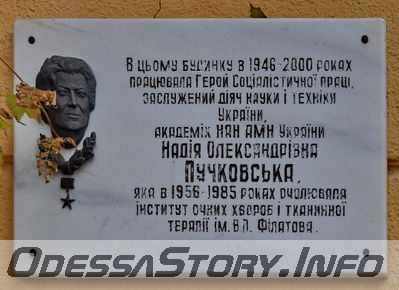 В цьому будинку в 1946-2000 роках
працювала Герой Соціалістичної праці,
заслужений діяч науки і техніки
України,
академік НАН АМН України
Надія Олександрівна
Пучковська,
яка в 1956-1985 роках очолювала
інститут очних хвороб і тканинної
терапії ім. В.П. Філатова.
OdessaStory.Info